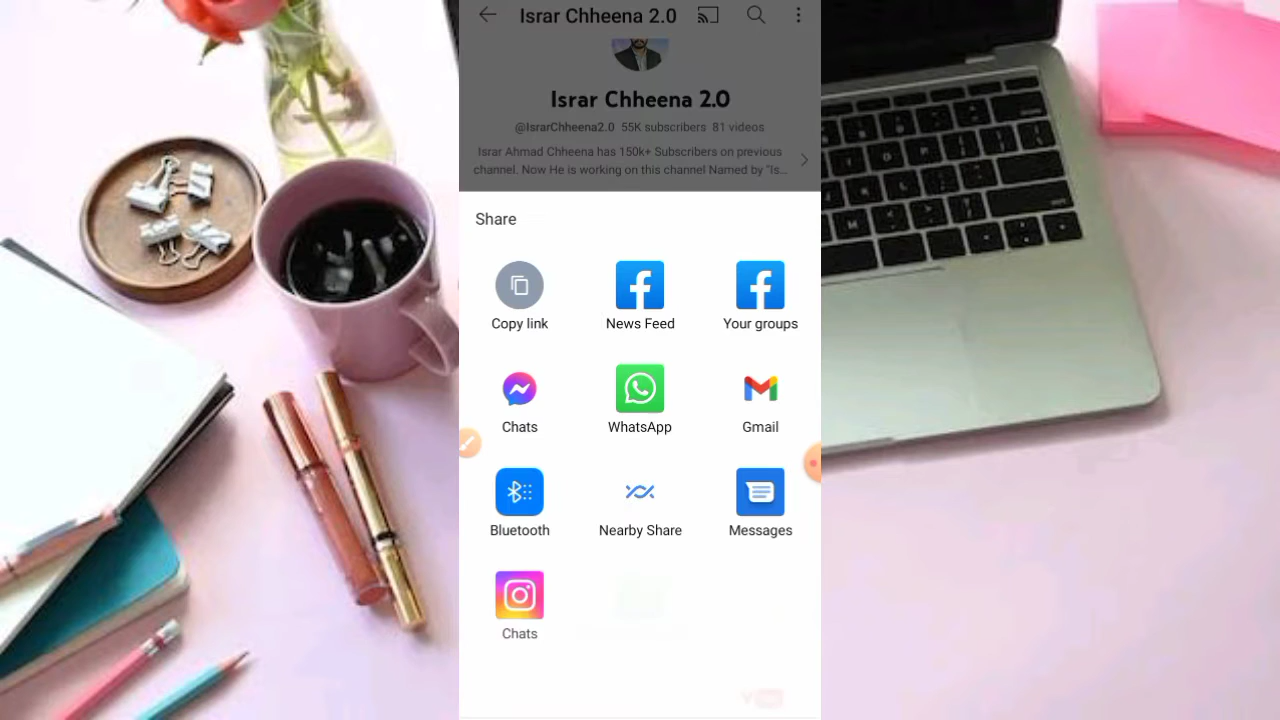 Israr Chheena 2.0
Israr Chheena 2.0
@IsrarChheena2.0 55K subscribers 81 videos
Israr Ahmad Chheena has 150k+ Subscribers on previous
channel. Now He is working on this channel Named by "Is...
Share
Copy link
News Feed
Your groups
Chats
WhatsApp
Gmail
Bluetooth
Nearby Share
Messages
Chats